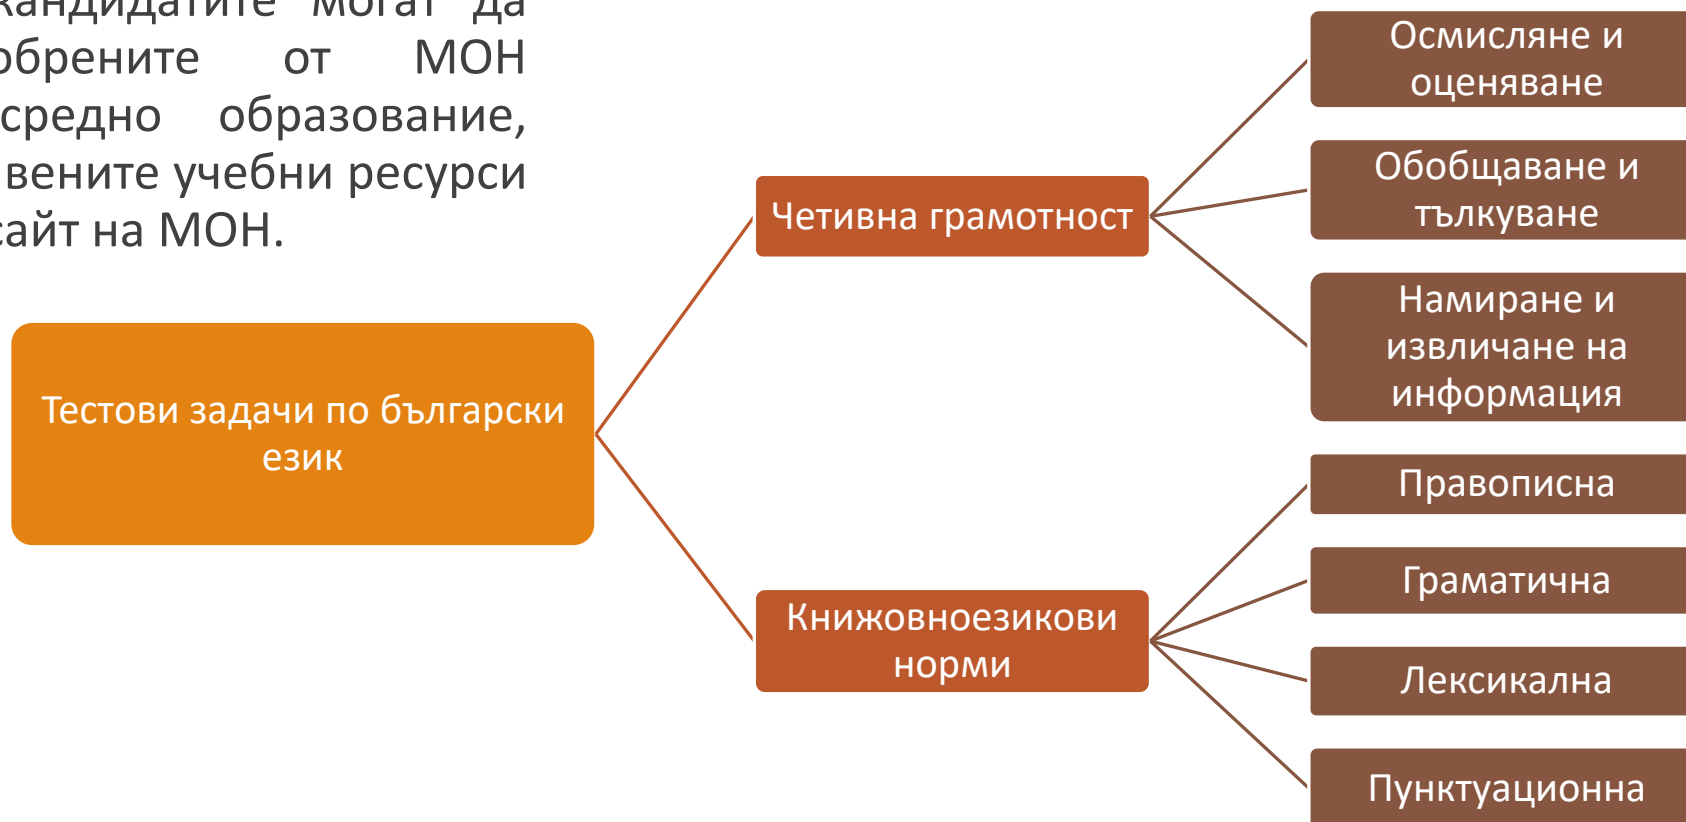 кандидатите могат да
обрените от МОН
средно образование,
вените учебни ресурси
сайт на МОН.
Тестови задачи по български
език
Четивна грамотност
Осмисляне и
оценяване
Обобщаване и
тълкуване
Намиране и
извличане на
информация
Книжовноезикови
норми
Правописна
Граматична
Лексикална
Пунктуационна